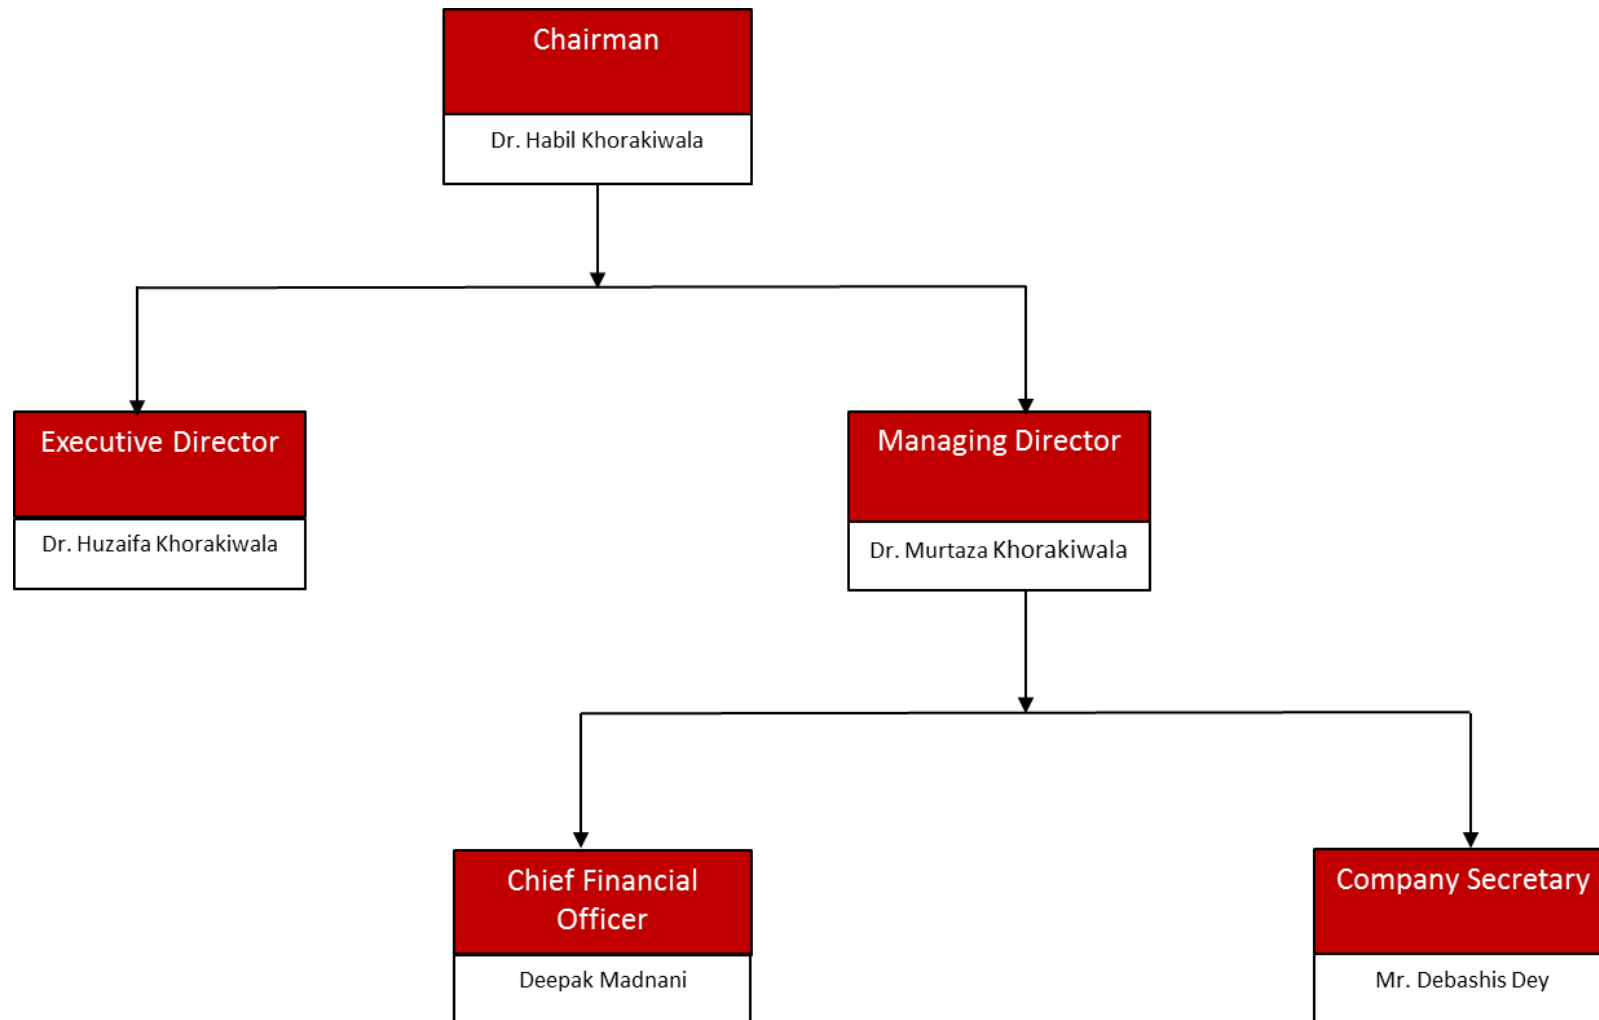 Chairman
Dr. Habil Khorakiwala
Executive Director
Dr. Huzaifa Khorakiwala
Managing Director
Dr. Murtaza Khorakiwala
Chief Financial
Officer
Deepak Madnani
Company Secretary
Mr. Debashis Dey